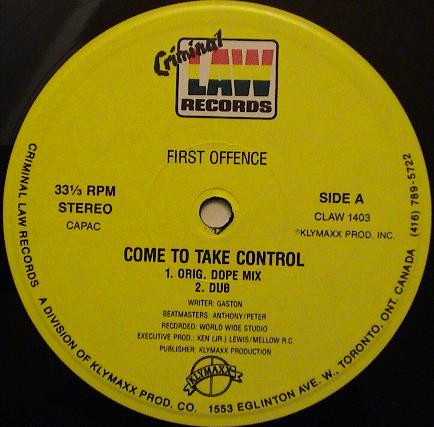 Criminal
LAW
RECORDS
FIRST OFFENCE
33⅓ RPM
STEREO
CAPAC
SIDE A
CLAW 1403
℗KLYMAXX PROD. INC.
COME TO TAKE CONTROL
1. ORIG. DOPE MIX
2. DUB
WRITER: GASTON
BEATMASTERS: ANTHONY/PETER
RECORDED: WORLD WIDE STUDIO
EXECUTIVE PROD.: KEN (JR.) LEWIS/MELLOW R.C.
PUBLISHER: KLYMAXX PRODUCTION
KLYMAXX
CRIMINAL LAW RECORDS A DIVISION OF KLYMAXX PROD. CO. 1553 EGLINTON AVE. W., TORONTO, ONT. CANADA (416) 789-5722